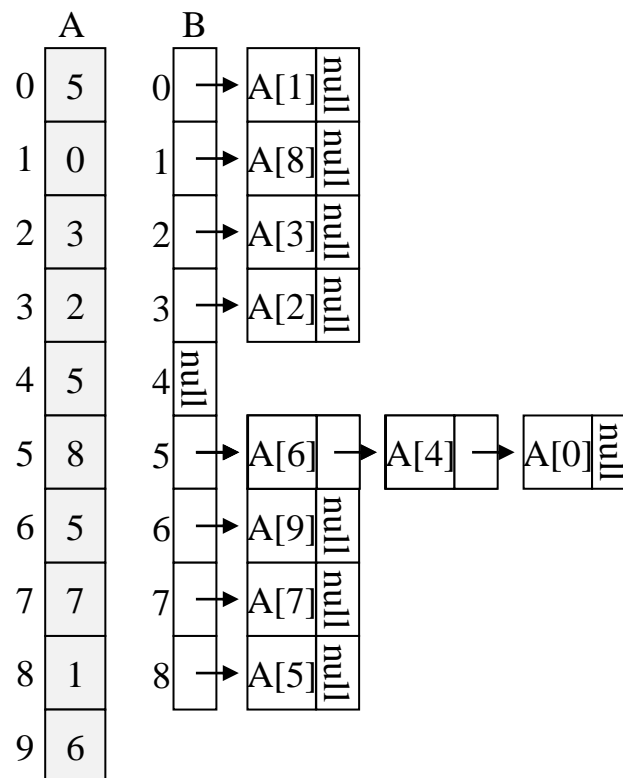 A B
0 5 0 A[1] null
1 0 1 A[8] null
2 3 2 A[3] null
3 2 3 A[2] null
4 5 4 null
5 8 5 A[6] A[4] A[0] null
6 5 6 A[9] null
7 7 7 A[7] null
8 1 8 A[5] null
9 6